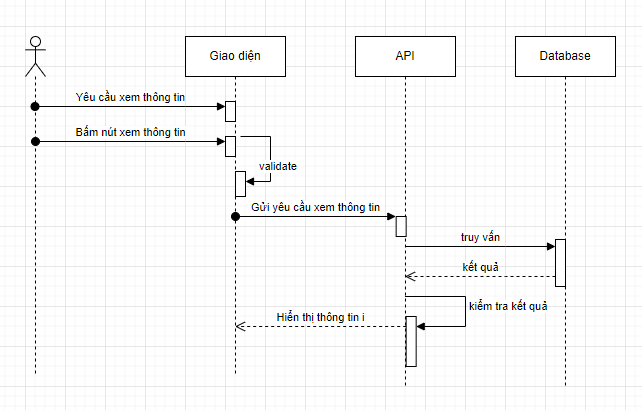 Giao diện
API
Database
Yêu cầu xem thông tin
Bấm nút xem thông tin
validate
Gửi yêu cầu xem thông tin
truy vấn
kết quả
kiểm tra kết quả
Hiển thị thông tin i